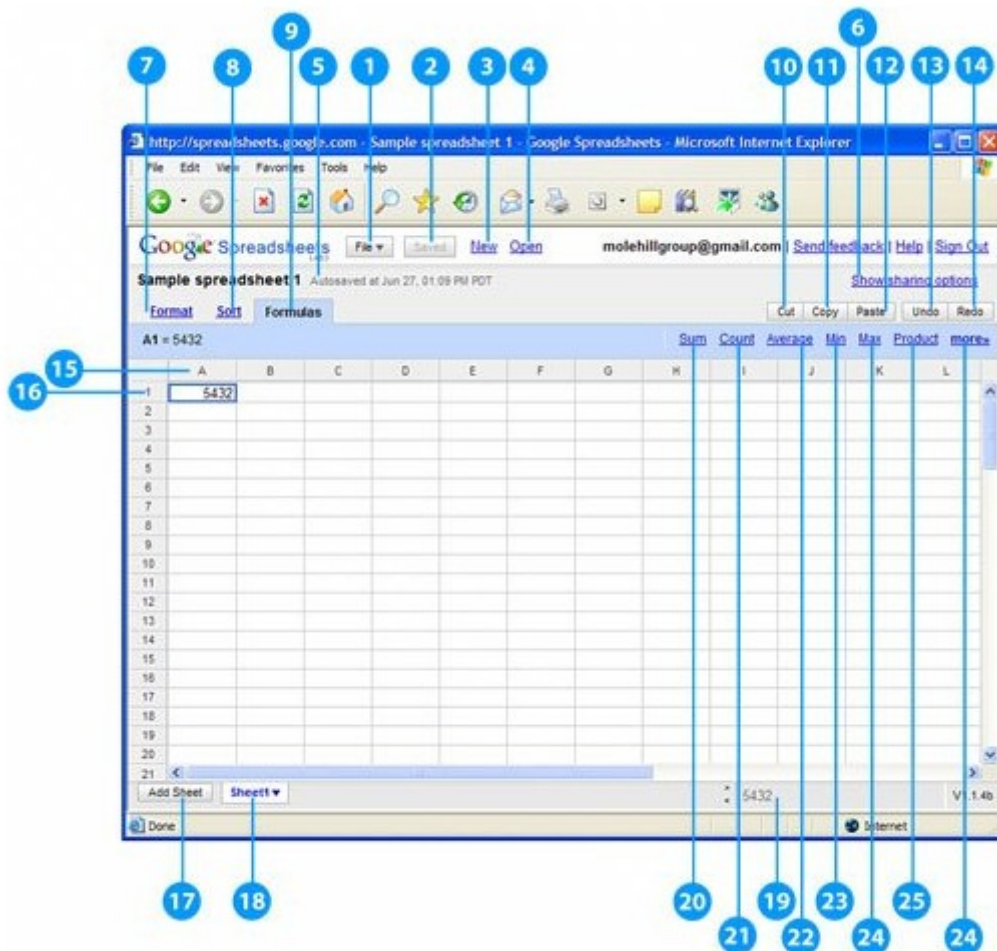 9 6
7 8 5 1 2 3 4 10 11 12 13 14
http://spreadsheets.google.com - Sample spreadsheet 1 - Google Spreadsheets - Microsoft Internet Explorer
File Edit View Favorites Tools Help
Google Spreadsheets File Saved New Open molehillgroup@gmail.com | Send feedback | Help | Sign Out
Sample spreadsheet 1 Autosaved at Jun 27, 01:09 PM PDT Show sharing options
Format Sort Formulas Cut Copy Paste Undo Redo
A1 = 5432 Sum Count Average Min Max Product more»
15 A B C D E F G H I J K L
16 1 5432
2
3
4
5
6
7
8
9
10
11
12
13
14
15
16
17
18
19
20
21
Add Sheet Sheet1 5432 V1.1.4b
Done Internet
17 18 20 19 23 25
21 22 24 24